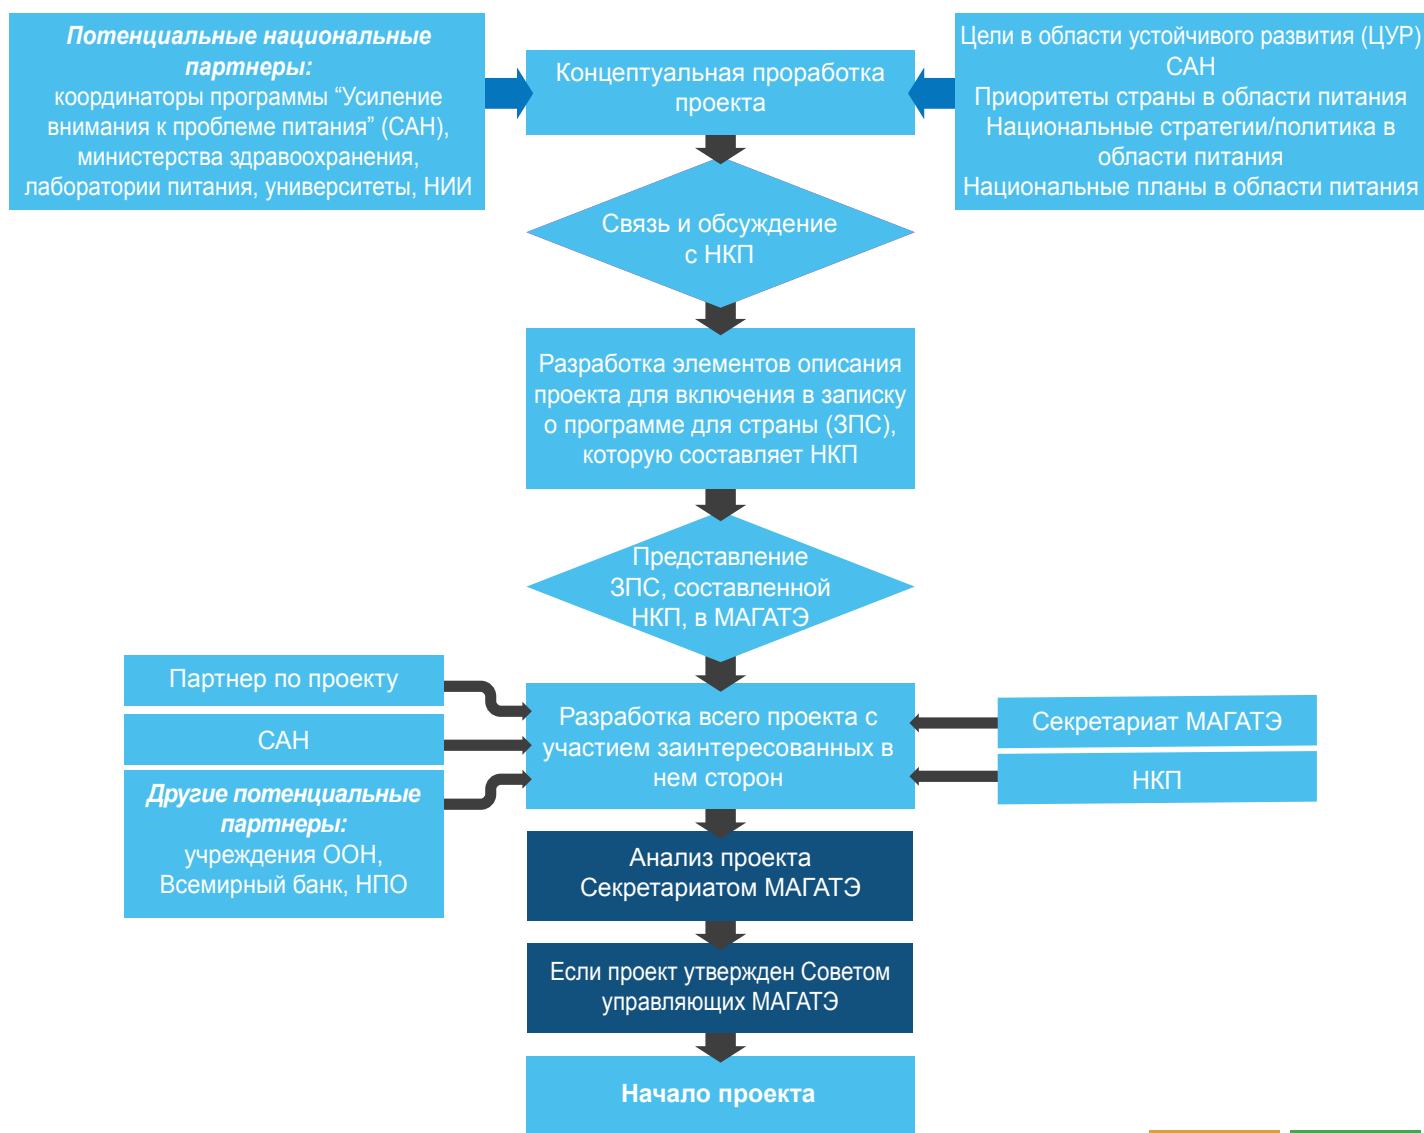 Потенциальные национальные
партнеры:
координаторы программы “Усиление
внимания к проблеме питания” (САН),
министерства здравоохранения,
лаборатории питания, университеты, НИИ
Концептуальная проработка
проекта
Цели в области устойчивого развития (ЦУР)
САН
Приоритеты страны в области питания
Национальные стратегии/политика в
области питания
Национальные планы в области питания
Связь и обсуждение
с НКП
Разработка элементов описания
проекта для включения в записку
о программе для страны (ЗПС),
которую составляет НКП
Представление
ЗПС, составленной
НКП, в МАГАТЭ
Партнер по проекту
САН
Другие потенциальные
партнеры:
учреждения ООН,
Всемирный банк, НПО
Разработка всего проекта с
участием заинтересованных в
нем сторон
Секретариат МАГАТЭ
НКП
Анализ проекта
Секретариатом МАГАТЭ
Если проект утвержден Советом
управляющих МАГАТЭ
Начало проекта